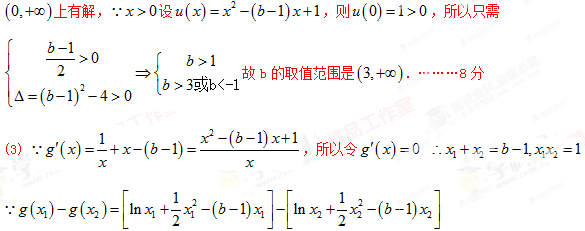 (0,+∞)上有解,∵x>0设u(x)=x²−(b−1)x+1,则u(0)=1>0,所以只需
{ (b−1)/2>0, Δ=(b−1)²−4>0 ⇒ { b>1, b>3或b<−1 故b的取值范围是(3,+∞).………8分
(3) ∵g′(x)=1/x+x−(b−1)=(x²−(b−1)x+1)/x,所以令g′(x)=0 ∴x₁+x₂=b−1,x₁x₂=1
∵g(x₁)−g(x₂)=[ln x₁+1/2x₁²−(b−1)x₁]−[ln x₂+1/2x₂²−(b−1)x₂]